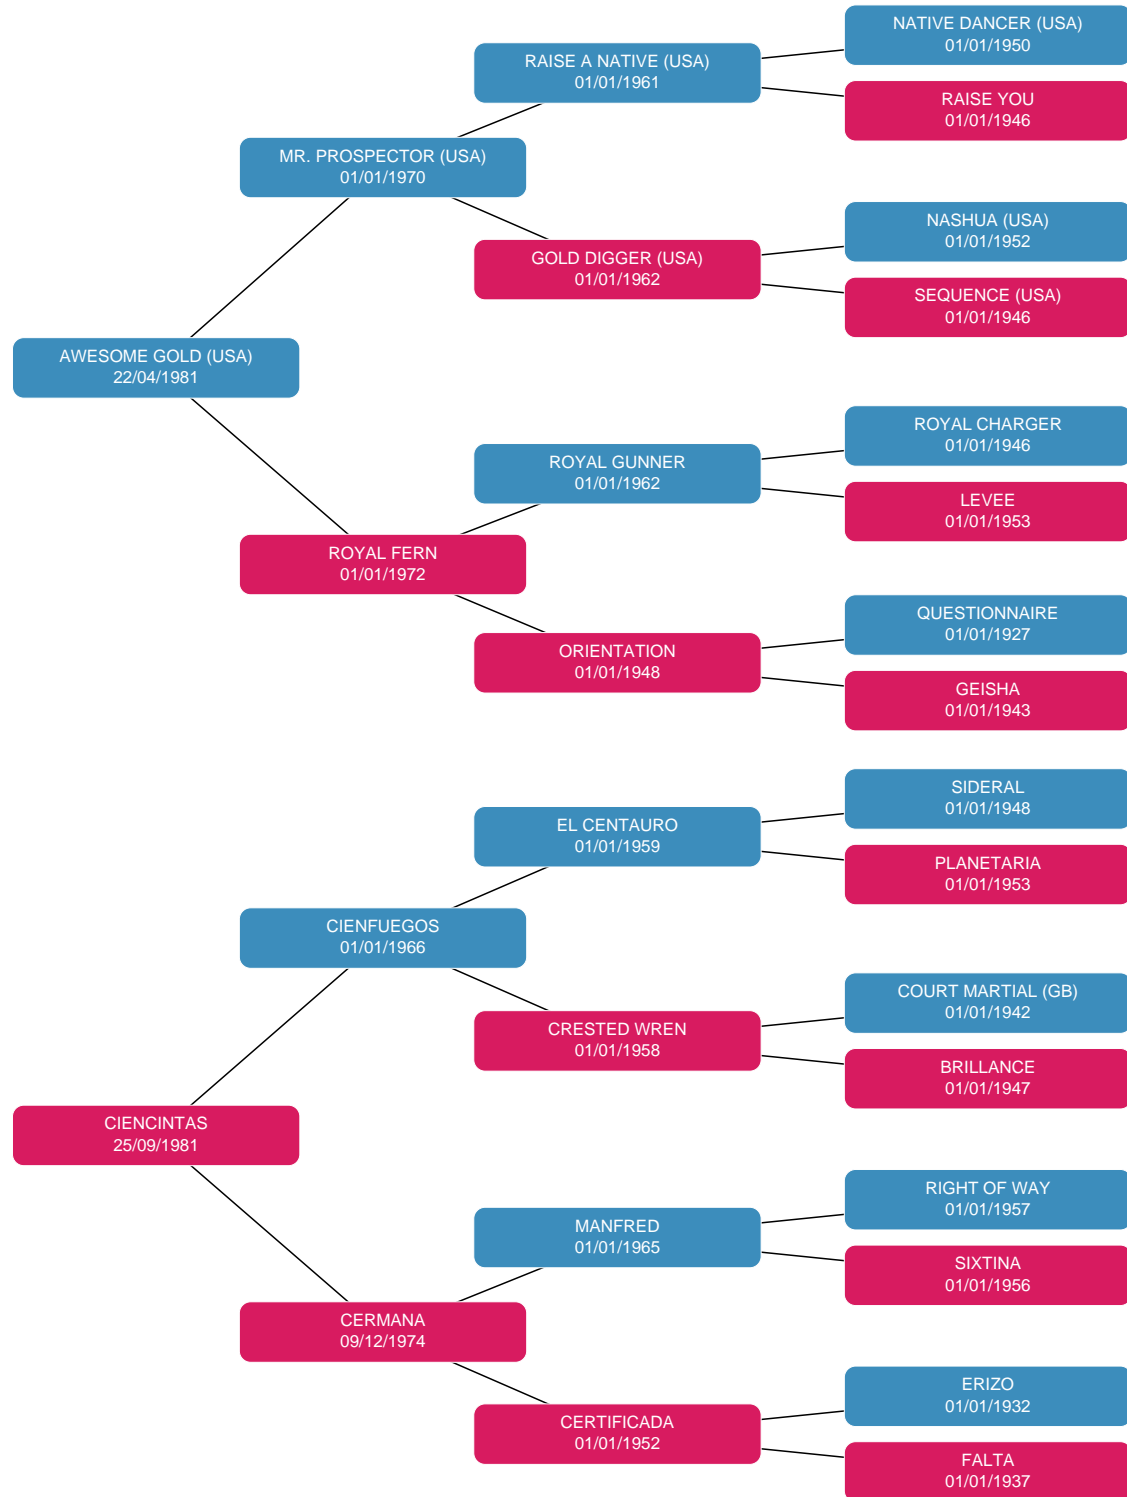 NATIVE DANCER (USA)
01/01/1950
RAISE A NATIVE (USA)
01/01/1961
RAISE YOU
01/01/1946
MR. PROSPECTOR (USA)
01/01/1970
NASHUA (USA)
01/01/1952
GOLD DIGGER (USA)
01/01/1962
SEQUENCE (USA)
01/01/1946
AWESOME GOLD (USA)
22/04/1981
ROYAL CHARGER
01/01/1946
ROYAL GUNNER
01/01/1962
LEVEE
01/01/1953
ROYAL FERN
01/01/1972
QUESTIONNAIRE
01/01/1927
ORIENTATION
01/01/1948
GEISHA
01/01/1943
SIDERAL
01/01/1948
EL CENTAURO
01/01/1959
PLANETARIA
01/01/1953
CIENFUEGOS
01/01/1966
COURT MARTIAL (GB)
01/01/1942
CRESTED WREN
01/01/1958
BRILLANCE
01/01/1947
CIENCINTAS
25/09/1981
RIGHT OF WAY
01/01/1957
MANFRED
01/01/1965
SIXTINA
01/01/1956
CERMANA
09/12/1974
ERIZO
01/01/1932
CERTIFICADA
01/01/1952
FALTA
01/01/1937